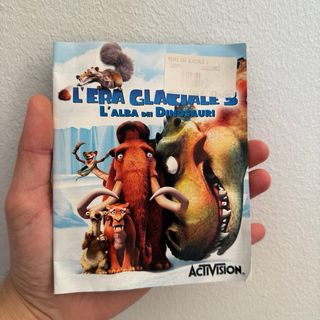 L'ERA GLACIALE 3
L'ALBA DEI DINOSAURI
ACTIVISION.